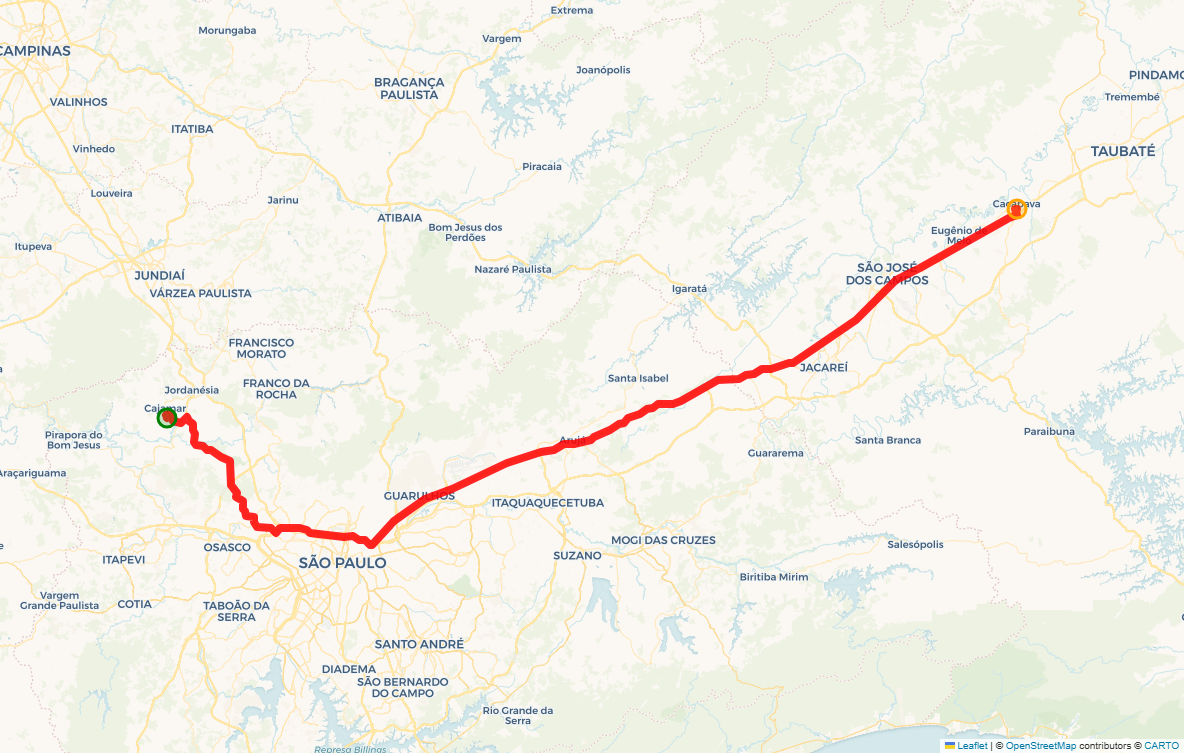 Extrema
Morungaba
Vargem
CAMPINAS
Joanópolis
PINDAMO
BRAGANÇA
PAULISTA
VALINHOS
Tremembé
ITATIBA
Vinhedo
TAUBATÉ
Piracaia
Louveira
Jarinu
Caçapava
ATIBAIA
Bom Jesus dos
Perdões
Eugênio de
Melo
Itupeva
JUNDIAÍ
Nazaré Paulista
SÃO JOSÉ
DOS CAMPOS
VÁRZEA PAULISTA
Igaratá
FRANCISCO
MORATO
JACAREÍ
Santa Isabel
Jordanésia
FRANCO DA
ROCHA
Cajamar
Pirapora do
Bom Jesus
Arujá
Santa Branca
Paraibuna
Guararema
Araçariguama
GUARULHOS
ITAQUAQUECETUBA
OSASCO
MOGI DAS CRUZES
Salesópolis
ITAPEVI
SÃO PAULO
SUZANO
Biritiba Mirim
Vargem
Grande Paulista
COTIA
TABOÃO DA
SERRA
SANTO ANDRÉ
DIADEMA
SÃO BERNARDO
DO CAMPO
Rio Grande da
Serra
Represa Billings
Leaflet | © OpenStreetMap contributors © CARTO